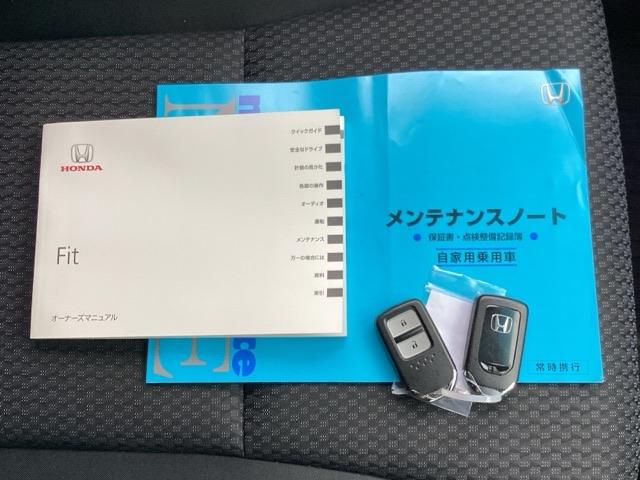 HONDA
Fit
オーナーズマニュアル
クイックガイド
安全なドライブ
計器の見かた
各部の操作
オーディオ
運転
メンテナンス
万一の場合には
資料
索引
メンテナンスノート
● 保証書・点検整備記録簿 ●
自家用乗用車
常時携行